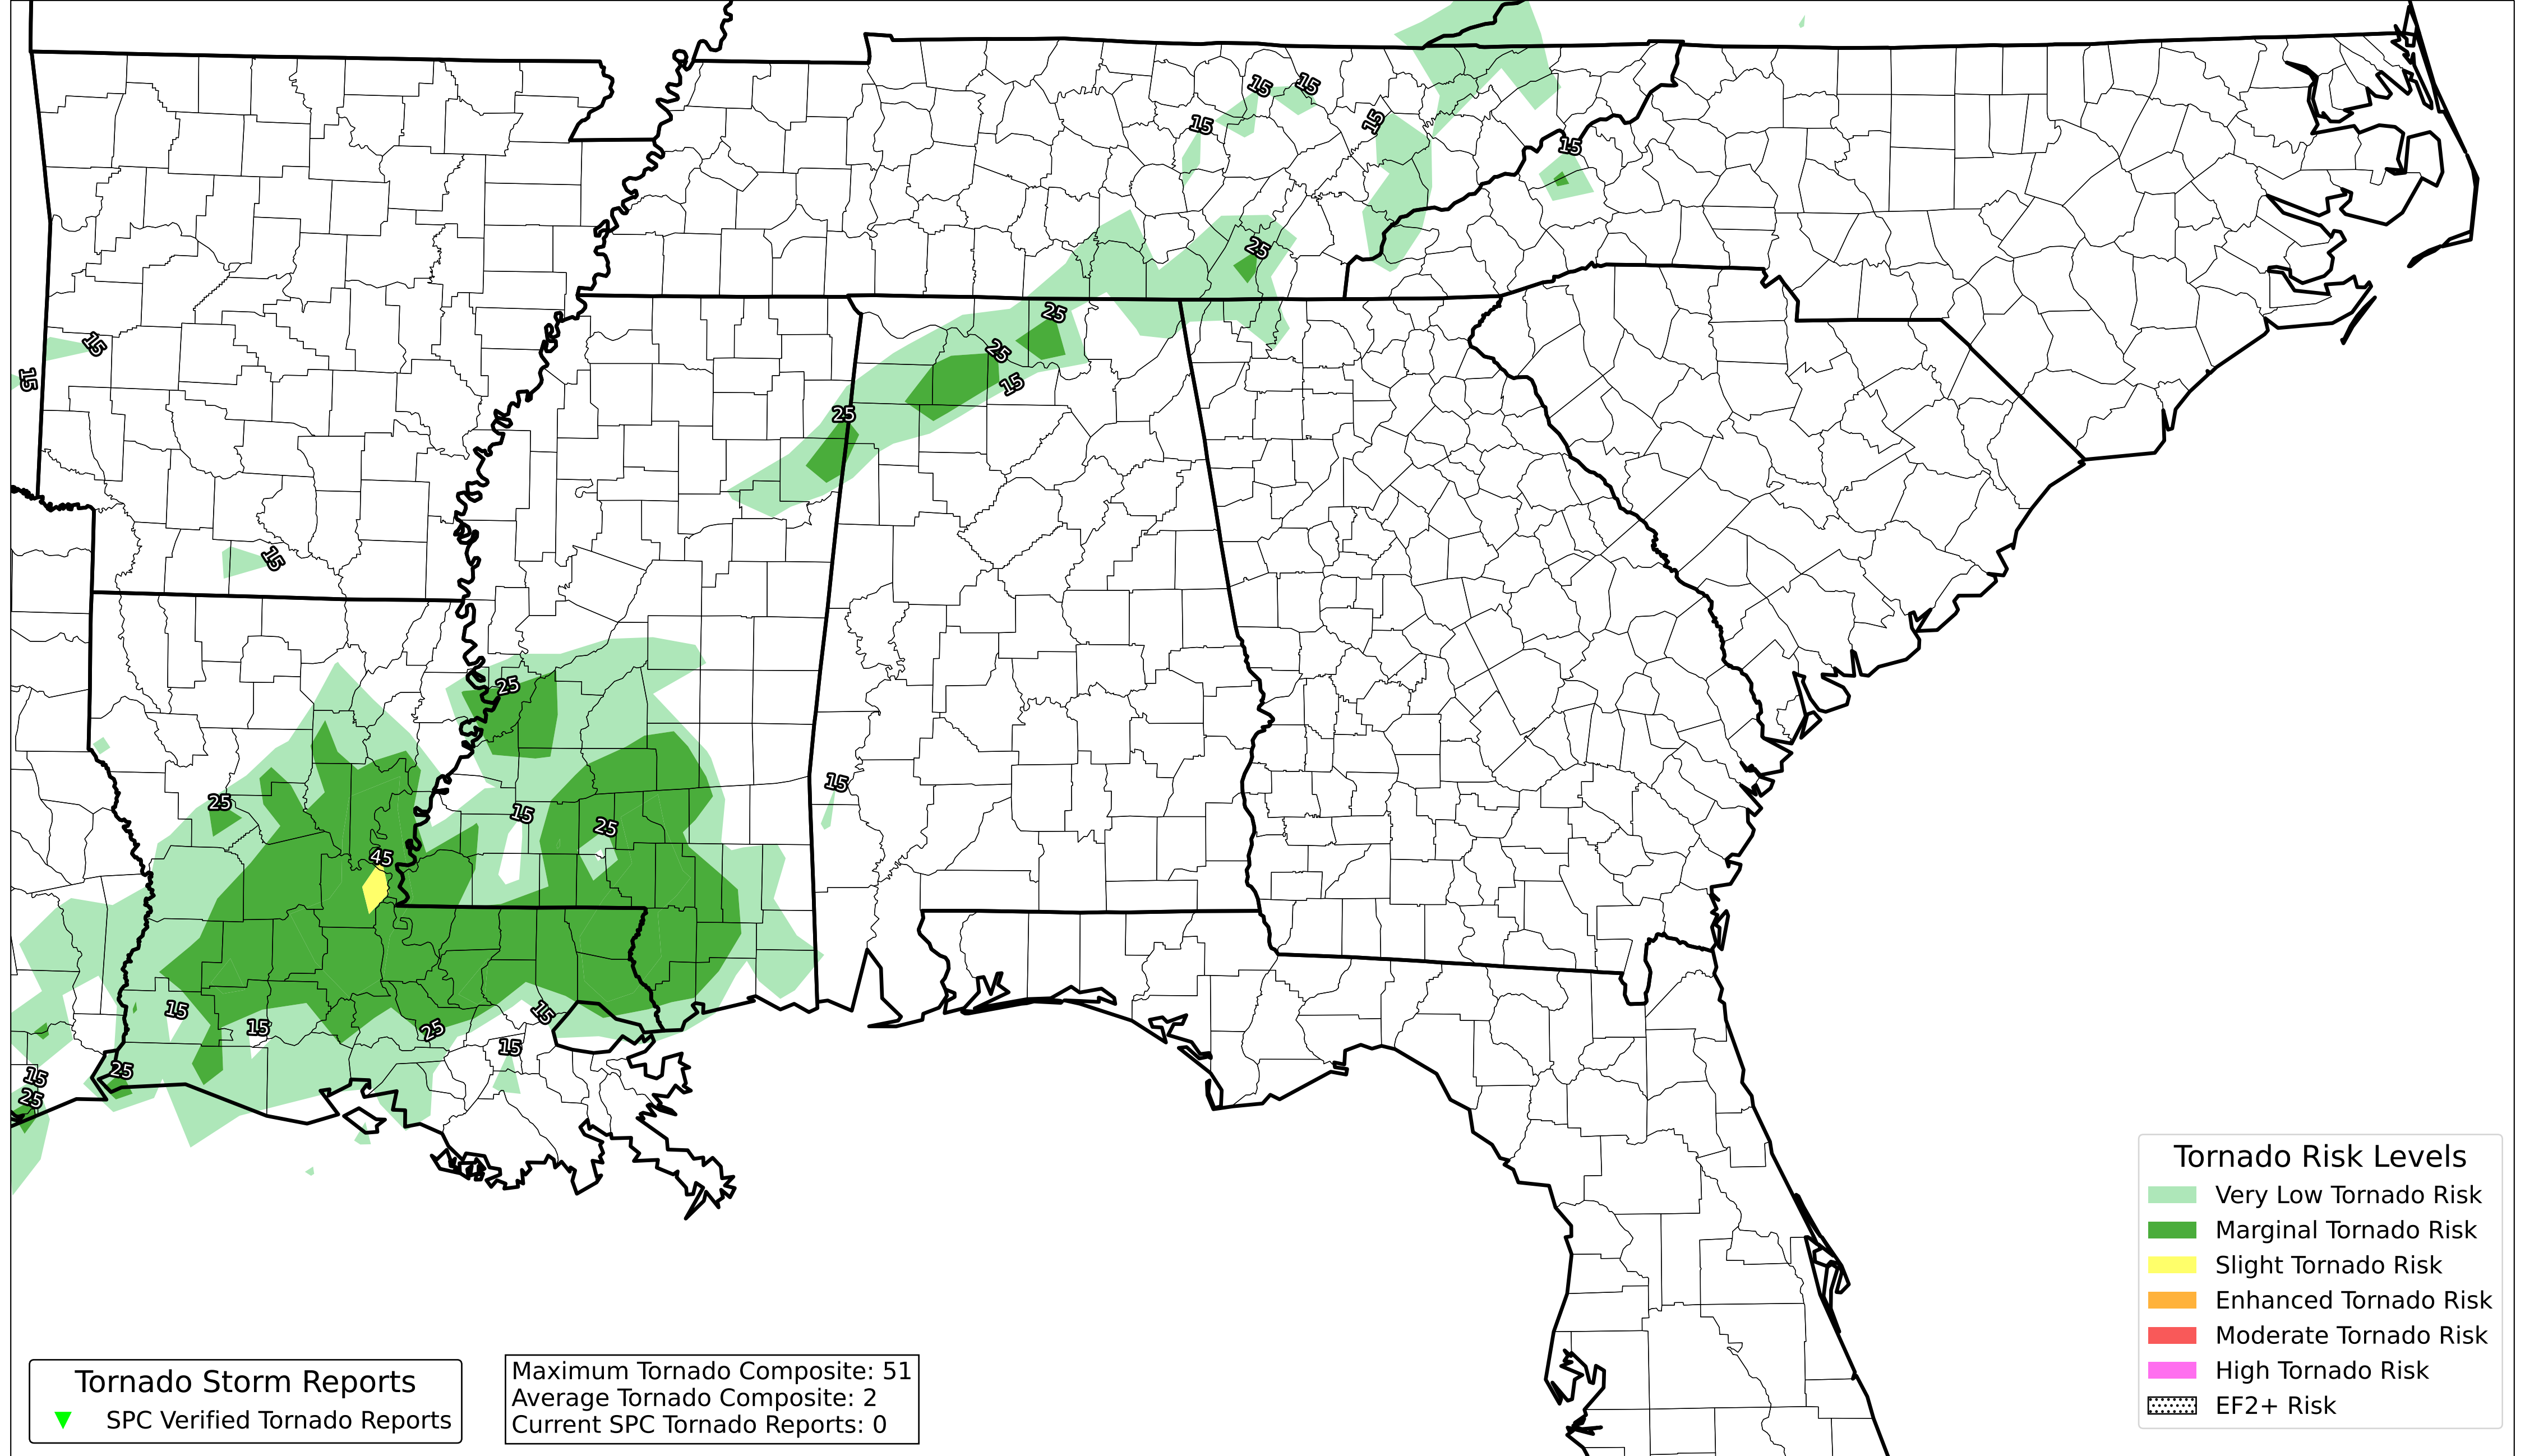 15
15
15
15
15
25
25
15
25
15
15
25
15
25
15
25
15
25
45
15
15
25
15
15
25
15
25
Tornado Risk Levels
Very Low Tornado Risk
Marginal Tornado Risk
Slight Tornado Risk
Enhanced Tornado Risk
Moderate Tornado Risk
High Tornado Risk
EF2+ Risk
Tornado Storm Reports
SPC Verified Tornado Reports
Maximum Tornado Composite: 51
Average Tornado Composite: 2
Current SPC Tornado Reports: 0